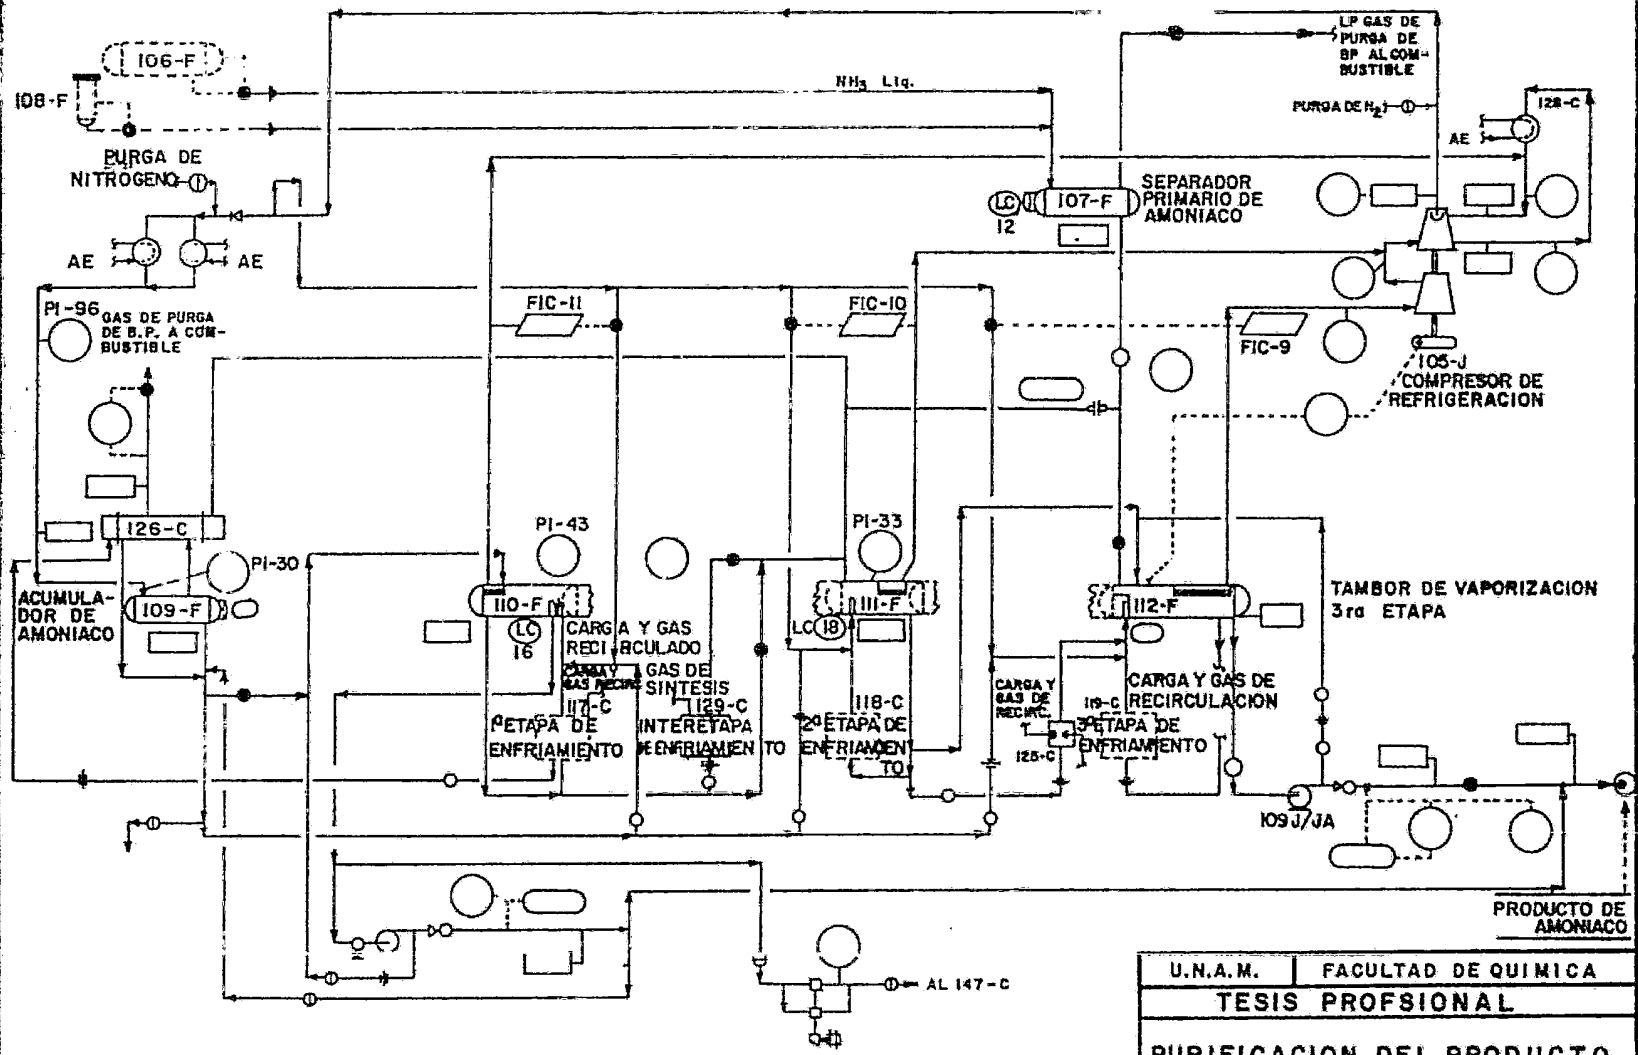 LP GAS DE
PURGA DE
BP AL COM-
BUSTIBLE
106-F
108-F
NH3 Liq.
PURGA DE N2
128-C
AE
PURGA DE
NITROGENO
SEPARADOR
PRIMARIO DE
AMONIACO
107-F
LC
12
AE
AE
PI-96
GAS DE PURGA
DE B.P. A COM-
BUSTIBLE
FIC-11
FIC-10
FIC-9
105-J
COMPRESOR DE
REFRIGERACION
126-C
PI-43
PI-33
PI-30
ACUMULA-
DOR DE
AMONIACO
109-F
110-F
111-F
112-F
TAMBOR DE VAPORIZACION
3ra ETAPA
LC
16
LC 18
CARGA Y GAS
RECIRCULADO
CARGA Y
GAS RECIRC.
GAS DE
SINTESIS
117-C
1129-C
118-C
CARGA Y
GAS DE
RECIRC.
CARGA Y GAS DE
RECIRCULACION
119-C
1ª ETAPA DE
ENFRIAMIENTO
INTERETAPA
DE ENFRIAMIENTO
2ª ETAPA DE
ENFRIAMIEN
TO
125-C
3ª ETAPA DE
ENFRIAMIENTO
109J/JA
PRODUCTO DE
AMONIACO
AL 147-C
U.N.A.M.
FACULTAD DE QUIMICA
TESIS PROFSIONAL
PURIFICACION DEL PRODUCTO